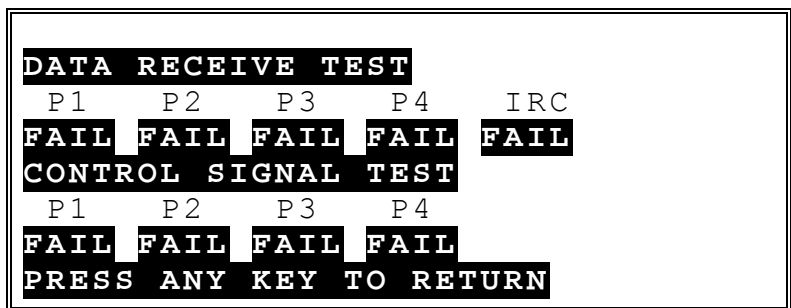 DATA RECEIVE TEST
P1 P2 P3 P4 IRC
FAIL FAIL FAIL FAIL FAIL
CONTROL SIGNAL TEST
P1 P2 P3 P4
FAIL FAIL FAIL FAIL
PRESS ANY KEY TO RETURN